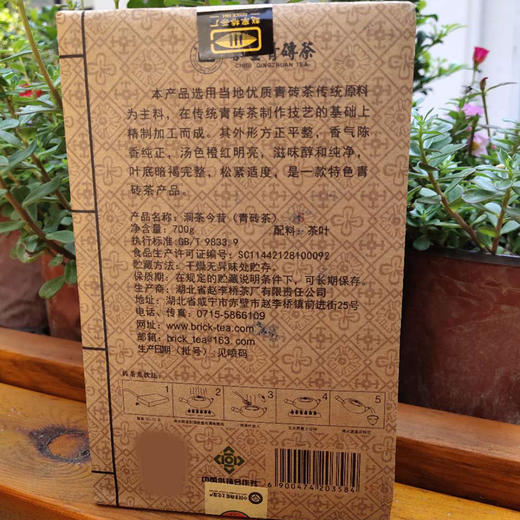 赵李桥茶厂
青砖茶
CHIBI QINGZHUAN TEA
本产品选用当地优质青砖茶传统原料
为主料，在传统青砖茶制作技艺的基础上
精制加工而成。其外形方正平整，香气陈
香纯正，汤色橙红明亮，滋味醇和纯净，
叶底暗褐完整，松紧适度，是一款特色青
砖茶产品。
产品名称：洞茶今昔（青砖茶）
净含量：700g 配料：茶叶
执行标准：GB/T 9833.9
食品生产许可证编号：SC11442128100092
贮藏方法：干燥无异味处贮存。
保质期：在规定的贮藏说明条件下，可长期保存。
生产商：湖北省赵李桥茶厂有限责任公司
地址：湖北省咸宁市赤壁市赵李桥镇前进街25号
电话／传真：0715-5866109
网址：www.brick-tea.com
邮箱：brick_tea@163.com
生产日期（批号）：见喷码
1 2 3 4 5
6 900474 203584